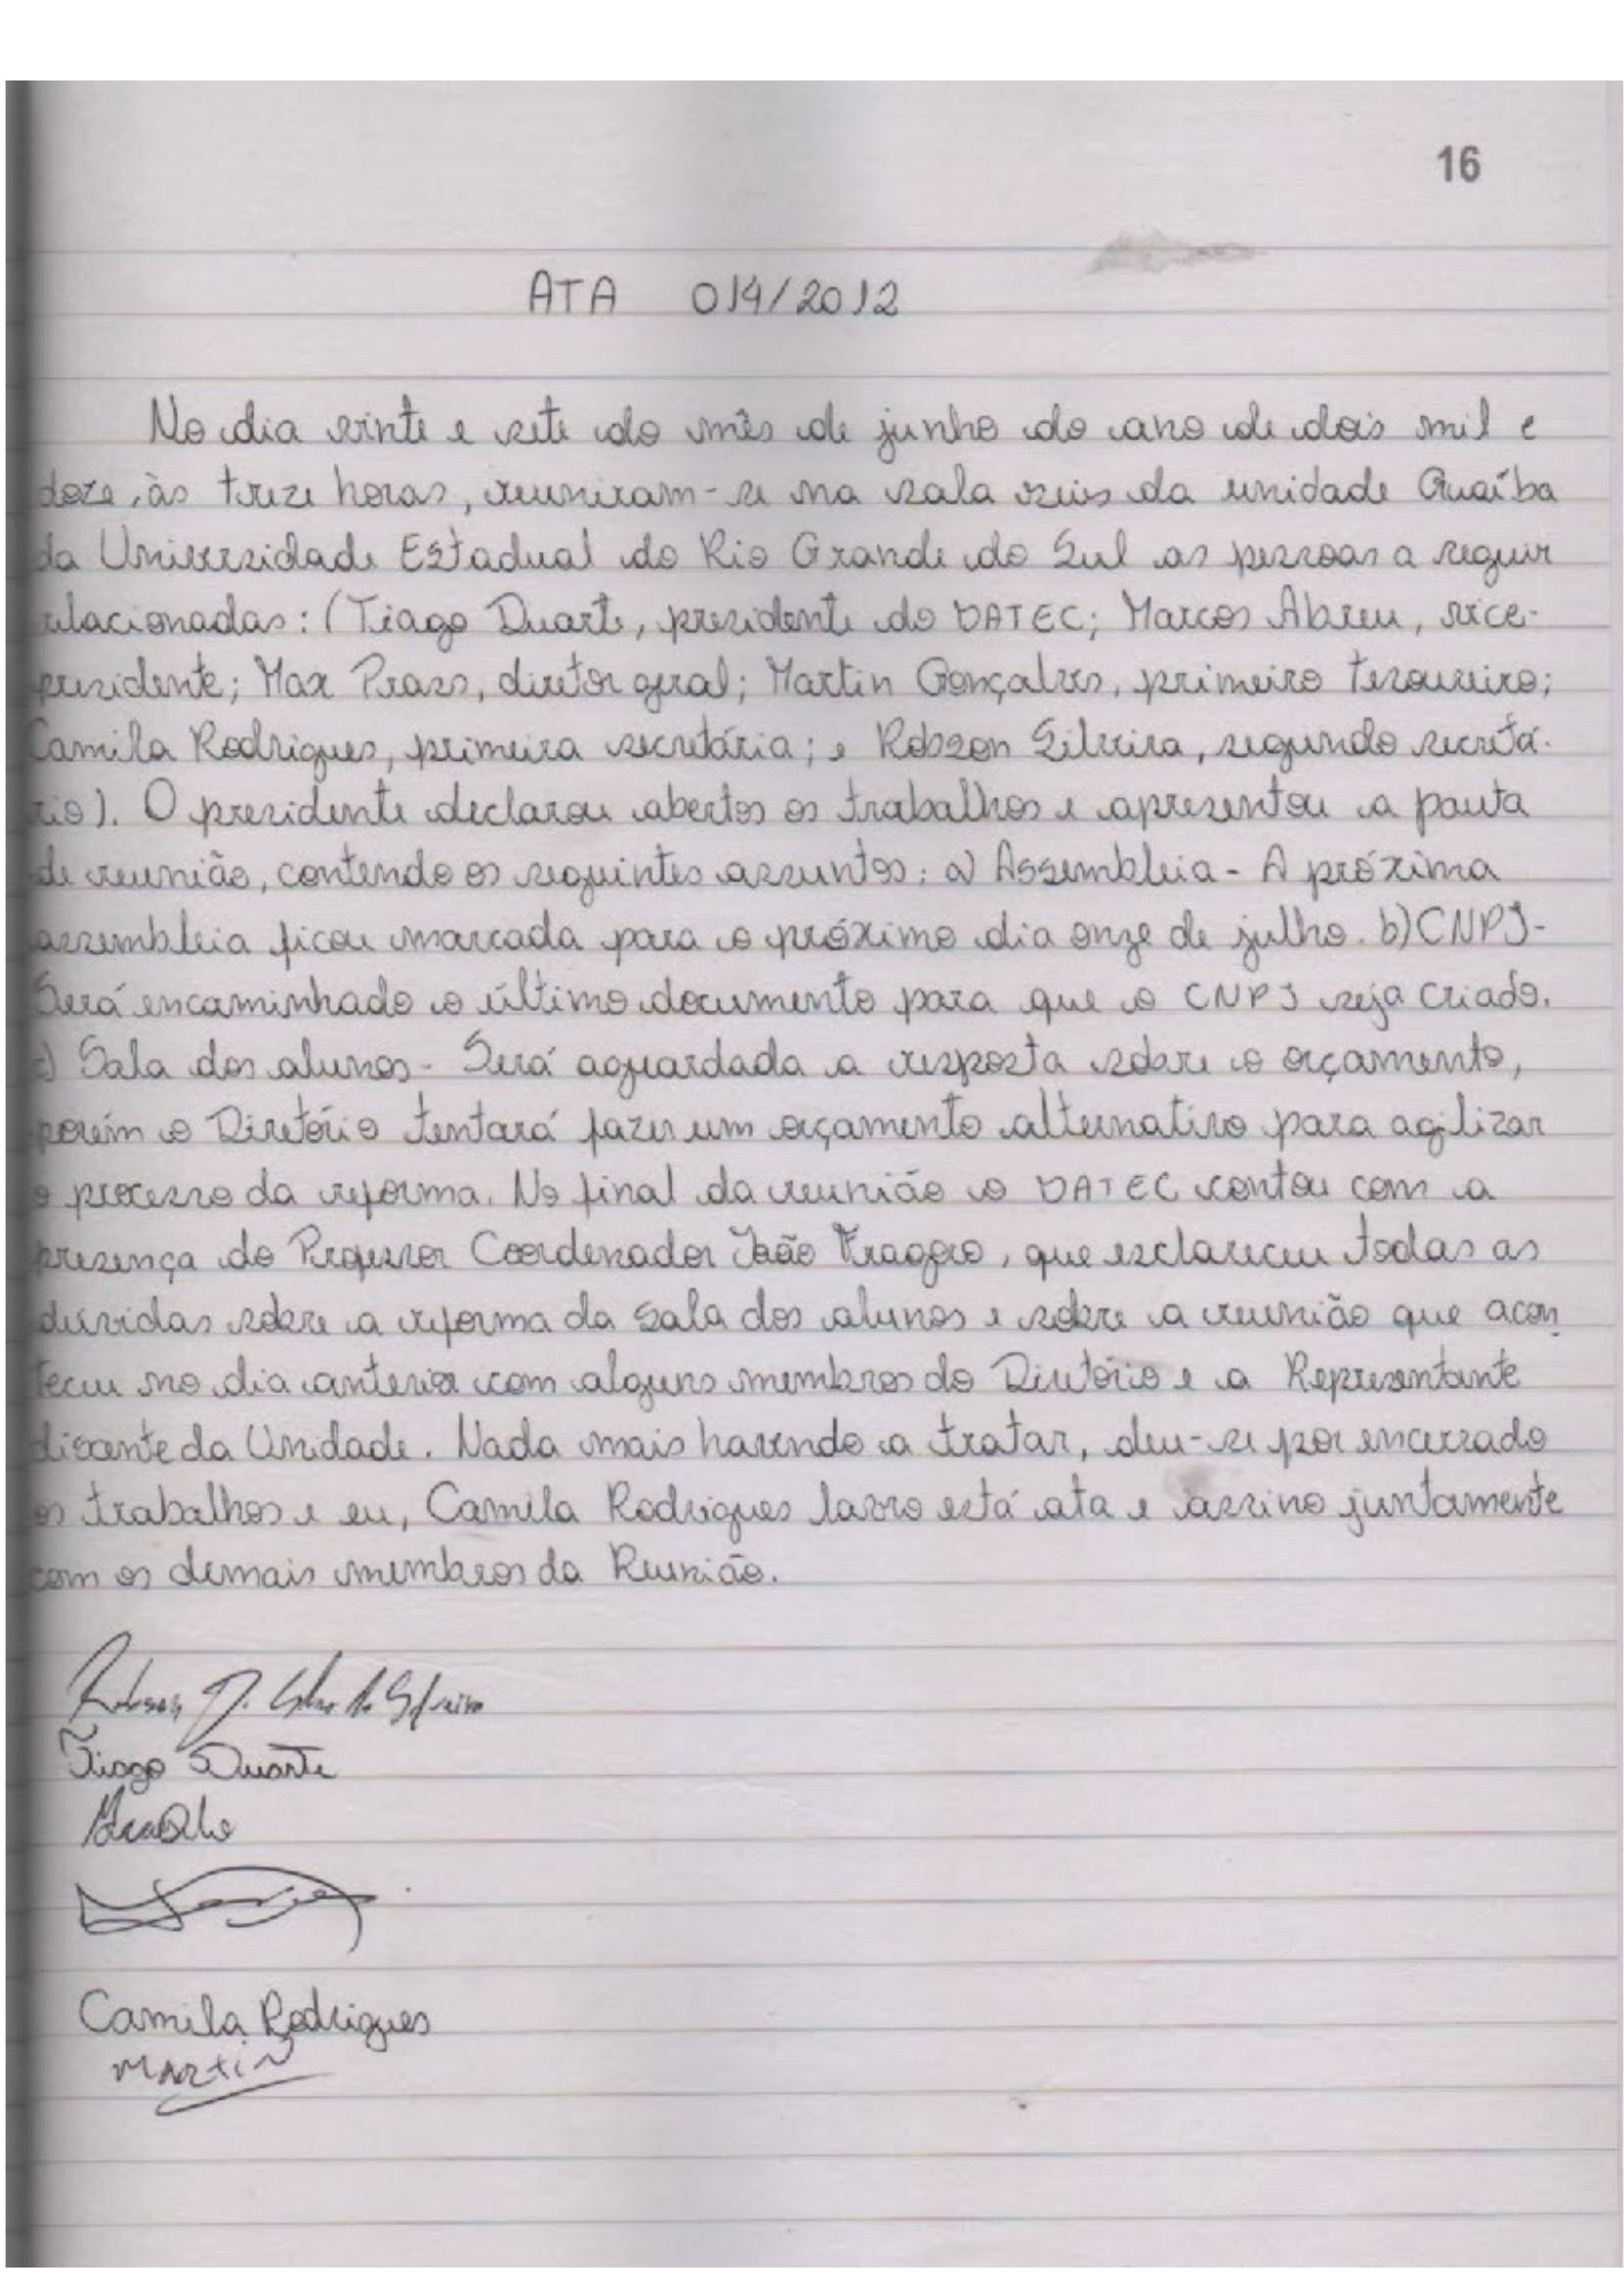 16
ATA 014/2012
No dia vinte e sete do mês de junho do ano de dois mil e
doze, às treze horas, reuniram-se na sala seis da unidade Guaíba
da Universidade Estadual do Rio Grande do Sul as pessoas a seguir
relacionadas: (Tiago Duarte, presidente do DATEC; Marcos Abreu, vice-
presidente; Max Prass, diretor geral; Martin Gonçalves, primeiro tesoureiro;
Camila Rodrigues, primeira secretária; e Robson Silveira, segundo secretá-
rio). O presidente declarou abertos os trabalhos e apresentou a pauta
de reunião, contendo os seguintes assuntos: a) Assembleia - A próxima
assembleia ficou marcada para o próximo dia onze de julho. b) CNPJ-
Será encaminhado o último documento para que o CNPJ seja criado.
c) Sala dos alunos - Será aguardada a resposta sobre o orçamento,
porém o Diretório tentará fazer um orçamento alternativo para agilizar
o processo da reforma. No final da reunião o DATEC contou com a
presença do Professor Coordenador João Fraggo, que esclareceu todas as
dúvidas sobre a reforma da sala dos alunos e sobre a reunião que acon
teceu no dia anterior com alguns membros do Diretório e a Representante
discente da Unidade. Nada mais havendo a tratar, deu-se por encerrado
os trabalhos e eu, Camila Rodrigues lavro está ata e assino juntamente
com os demais membros da Reunião.
Robson D. da Silveira
Tiago Duarte
Camila Rodrigues
Martin